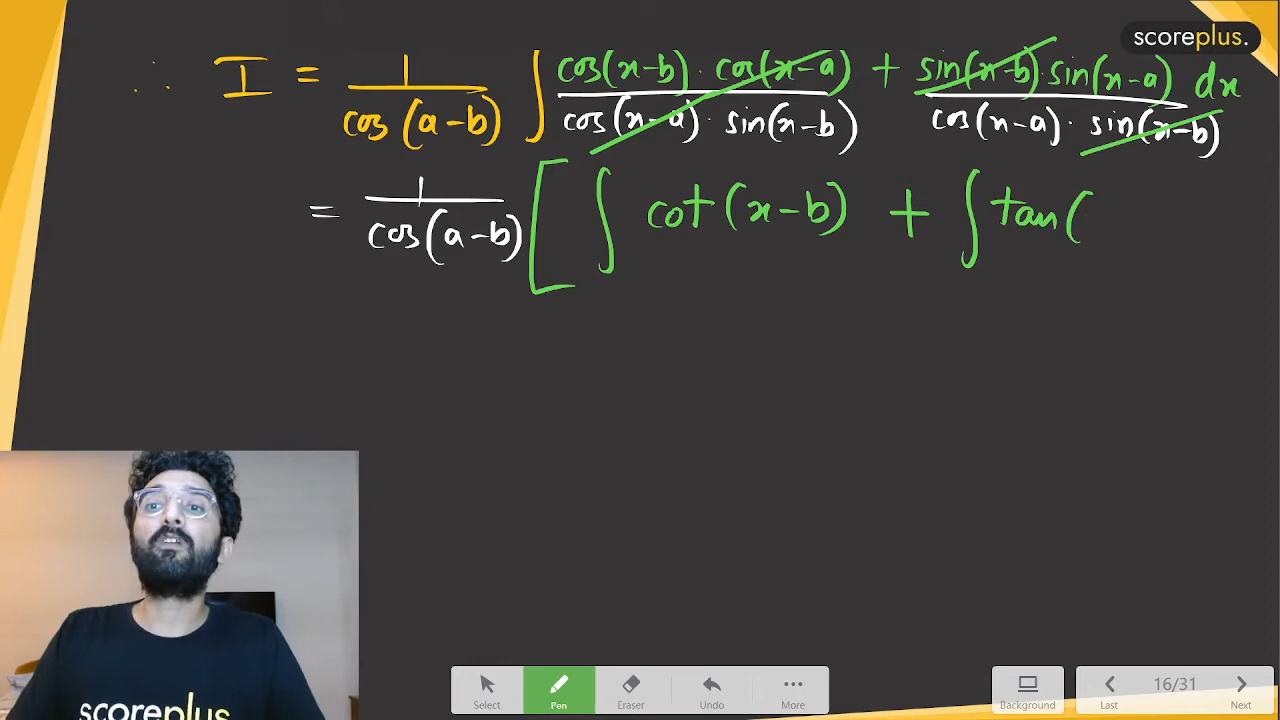 scoreplus.
∴ I = 1/cos(a-b) ∫ cos(x-b) · cos(x-a)/cos(x-a) · sin(x-b) + sin(x-b) sin(x-a)/cos(x-a) · sin(x-b) dx
= 1/cos(a-b) [ ∫ cot(x-b) + ∫ tan(
scoreplus
Select
Pen
Eraser
Undo
More
Background
Last
16/31
Next